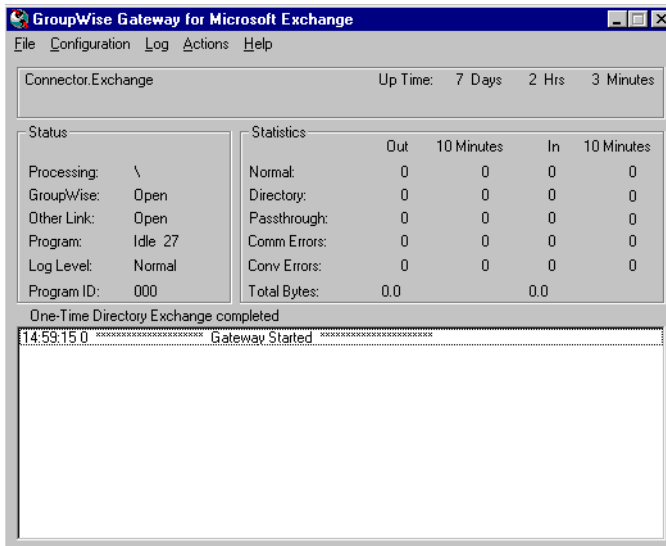 GroupWise Gateway for Microsoft Exchange
File Configuration Log Actions Help
Connector.Exchange Up Time: 7 Days 2 Hrs 3 Minutes
Status Statistics
Out 10 Minutes In 10 Minutes
Processing: \ Normal: 0 0 0 0
GroupWise: Open Directory: 0 0 0 0
Other Link: Open Passthrough: 0 0 0 0
Program: Idle 27 Comm Errors: 0 0 0 0
Log Level: Normal Conv Errors: 0 0 0 0
Program ID: 000 Total Bytes: 0.0 0.0
One-Time Directory Exchange completed
14:59:15 0 ********************* Gateway Started **********************